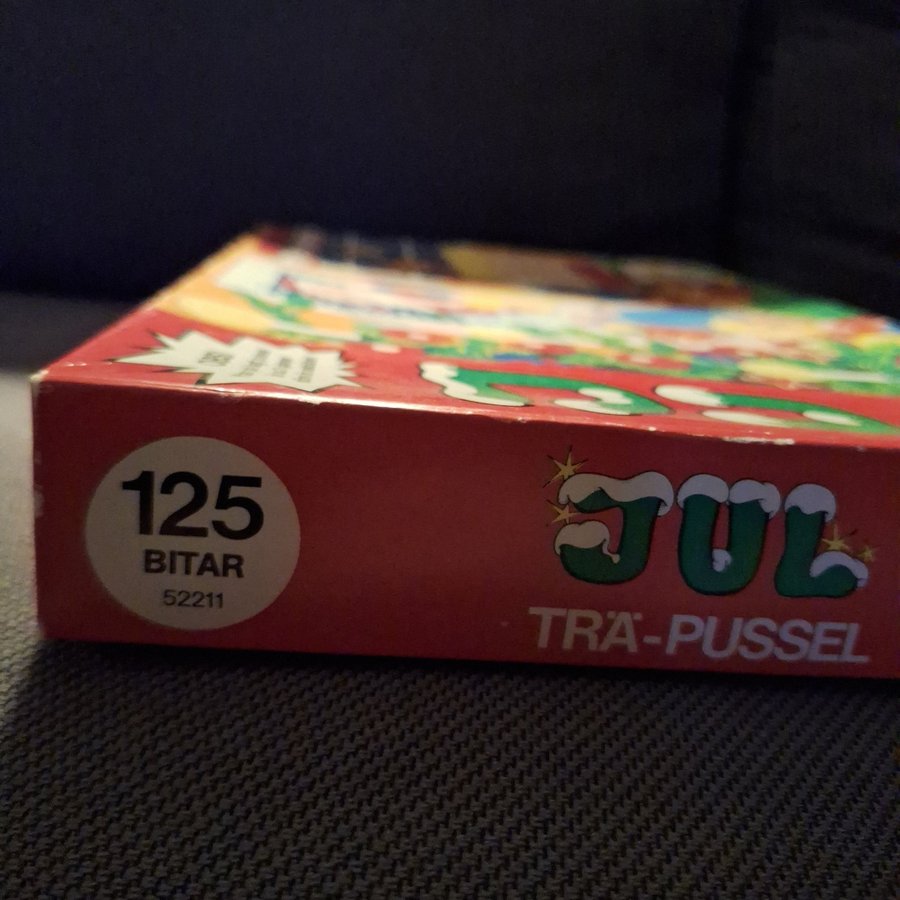 125
BITAR
52211
JUL
TRÄ-PUSSEL